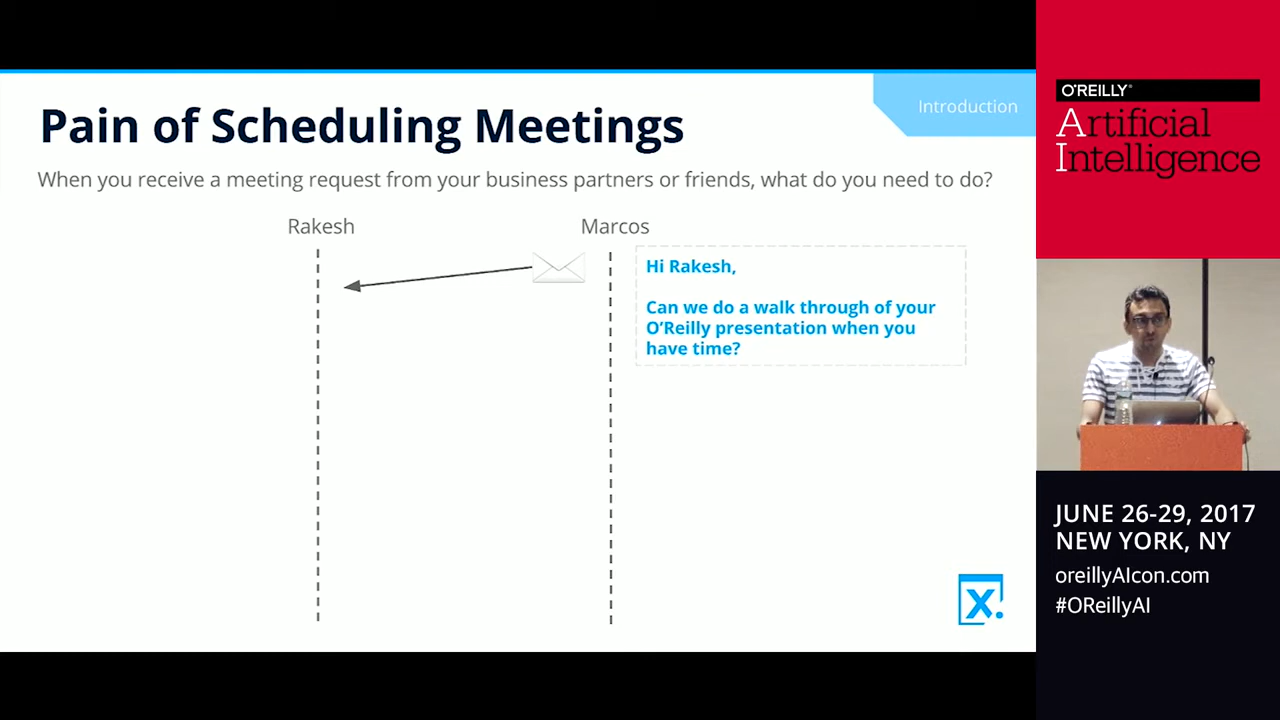 Introduction
Pain of Scheduling Meetings
When you receive a meeting request from your business partners or friends, what do you need to do?
Rakesh
Marcos
Hi Rakesh,
Can we do a walk through of your
O'Reilly presentation when you
have time?
X.
O'REILLY®
Artificial
Intelligence
JUNE 26-29, 2017
NEW YORK, NY
oreillyAIcon.com
#OReillyAI